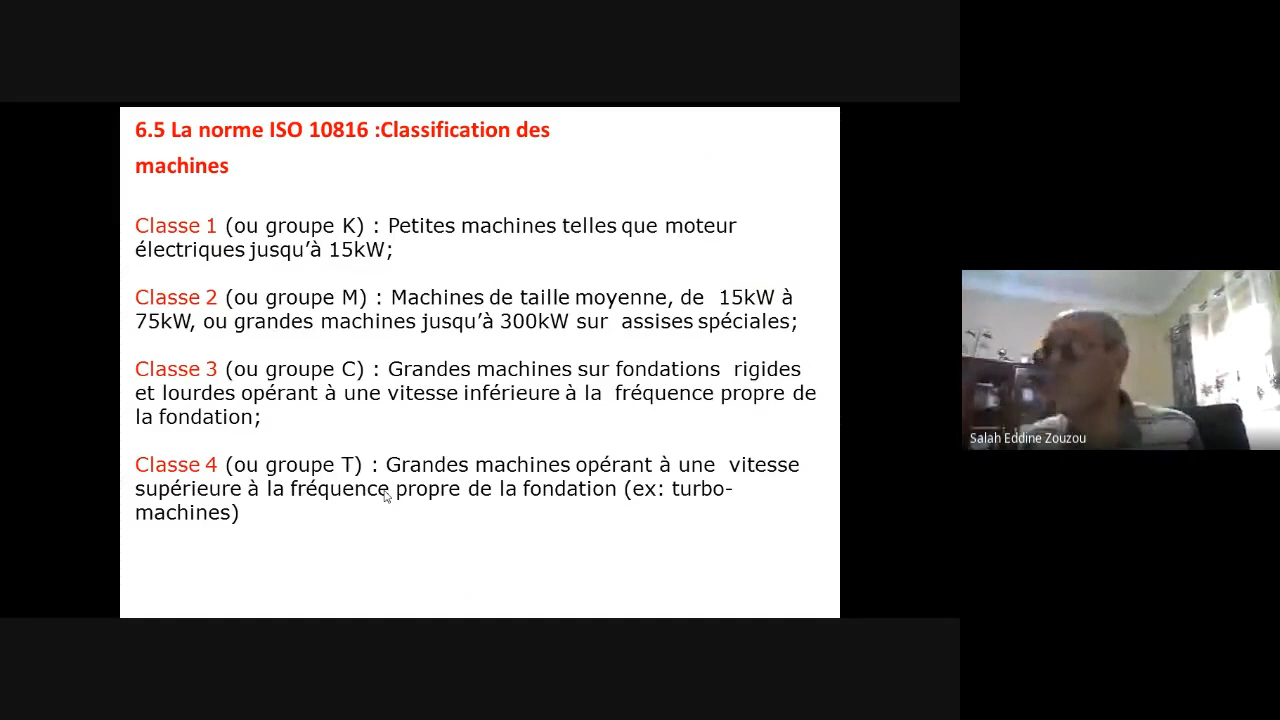 6.5 La norme ISO 10816 :Classification des
machines
Classe 1 (ou groupe K) : Petites machines telles que moteur
électriques jusqu’à 15kW;
Classe 2 (ou groupe M) : Machines de taille moyenne, de 15kW à
75kW, ou grandes machines jusqu’à 300kW sur assises spéciales;
Classe 3 (ou groupe C) : Grandes machines sur fondations rigides
et lourdes opérant à une vitesse inférieure à la fréquence propre de
la fondation;
Classe 4 (ou groupe T) : Grandes machines opérant à une vitesse
supérieure à la fréquence propre de la fondation (ex: turbo-
machines)
Salah Eddine Zouzou